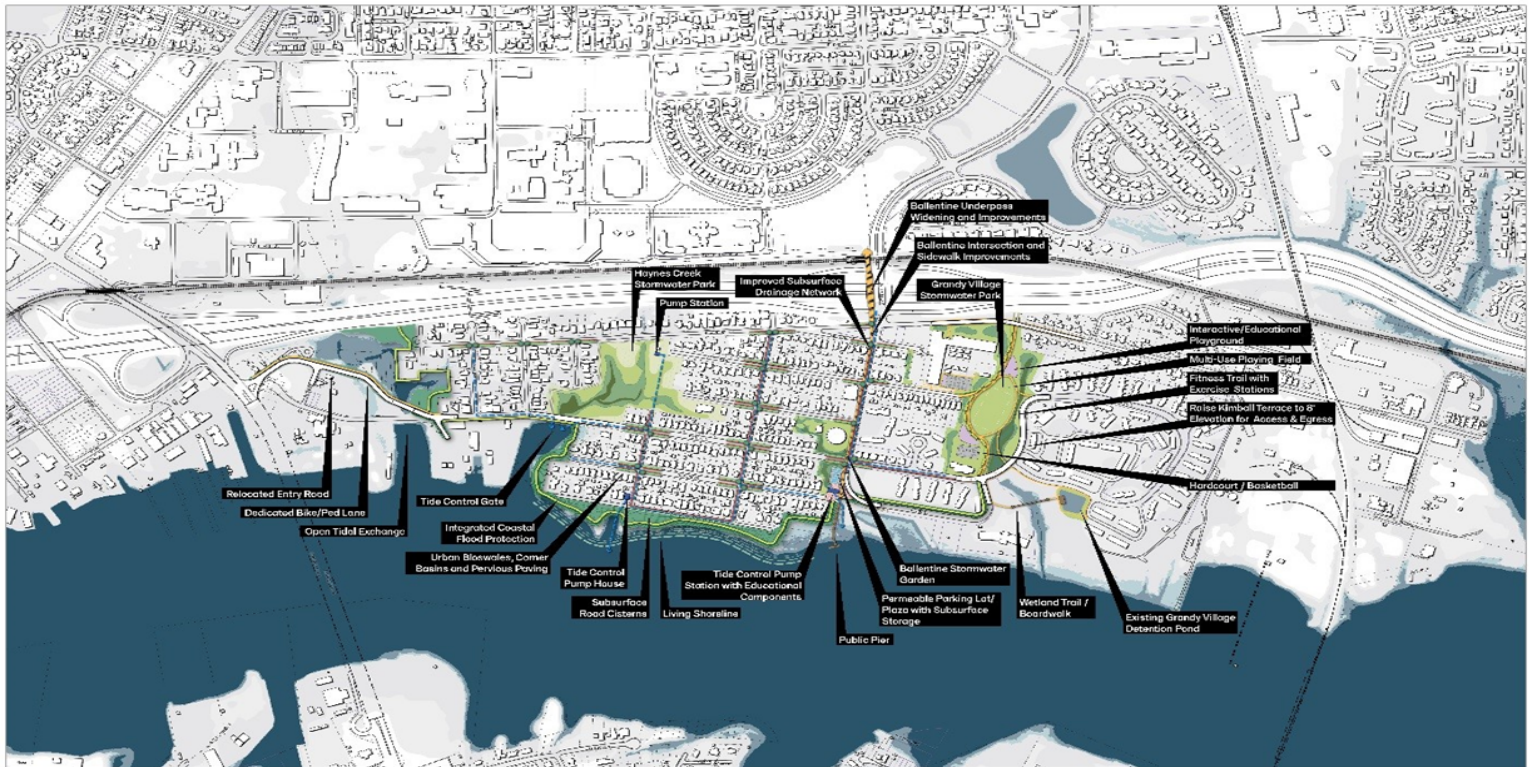 Ballentine Underpass
Widening and Improvements
Ballentine Intersection and
Sidewalk Improvements
Haynes Creek
Stormwater Park
Improved Subsurface
Drainage Network
Grandy Village
Stormwater Park
Pump Station
Interactive/Educational
Playground
Multi-Use Playing Field
Fitness Trail with
Exercise Stations
Raise Kimball Terrace to 8'
Elevation for Access & Egress
Hardcourt / Basketball
Relocated Entry Road
Dedicated Bike/Ped Lane
Open Tidal Exchange
Tide Control Gate
Integrated Coastal
Flood Protection
Urban Bioswales, Corner
Basins and Pervious Paving
Tide Control
Pump House
Subsurface
Road Cisterns
Living Shoreline
Tide Control Pump
Station with Educational
Components
Public Pier
Ballentine Stormwater
Garden
Permeable Parking Lot/
Plaza with Subsurface
Storage
Wetland Trail /
Boardwalk
Existing Grandy Village
Detention Pond